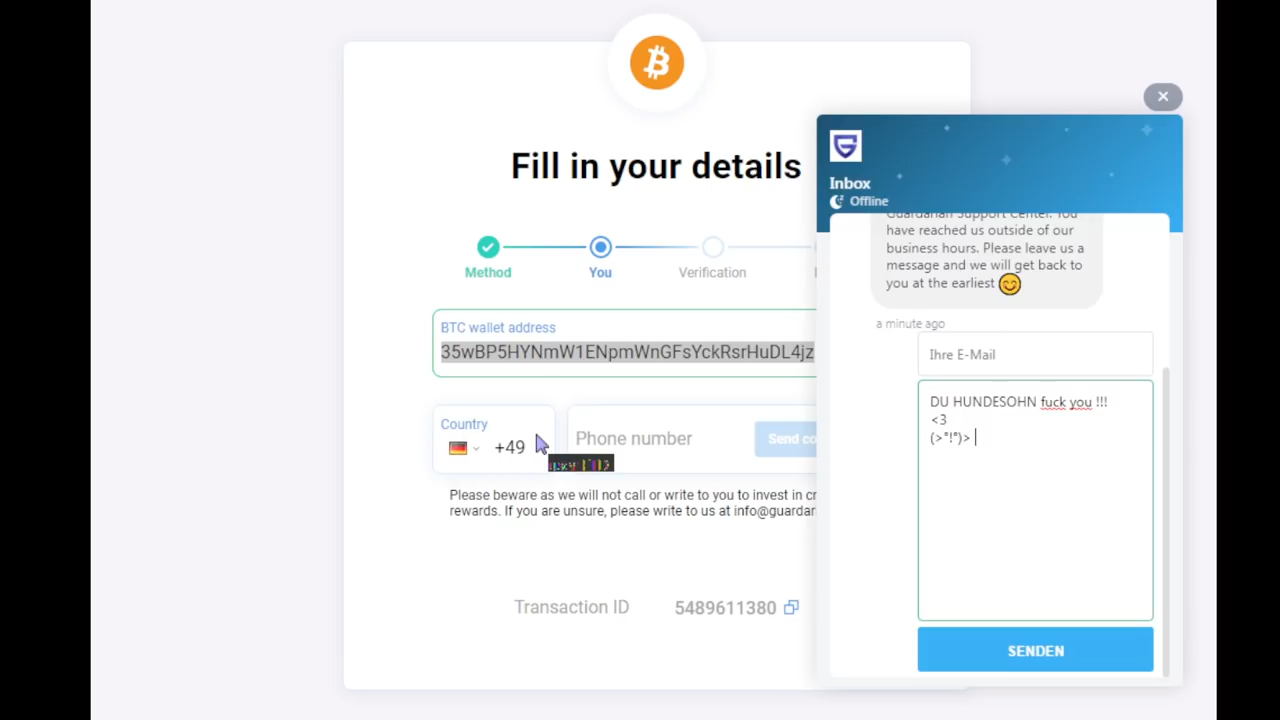 Fill in your details
Method
You
Verification
BTC wallet address
35wBP5HYNmW1ENpmWnGFsYckRsrHuDL4jz
Country
+49
Phone number
Send co
Please beware as we will not call or write to you to invest in cr
rewards. If you are unsure, please write to us at info@guardar
Transaction ID
5489611380
Inbox
Offline
Guardarian Support Center. You
have reached us outside of our
business hours. Please leave us a
message and we will get back to
you at the earliest 😊
a minute ago
Ihre E-Mail
DU HUNDESOHN fuck you !!!
<3
(>"!")>
SENDEN